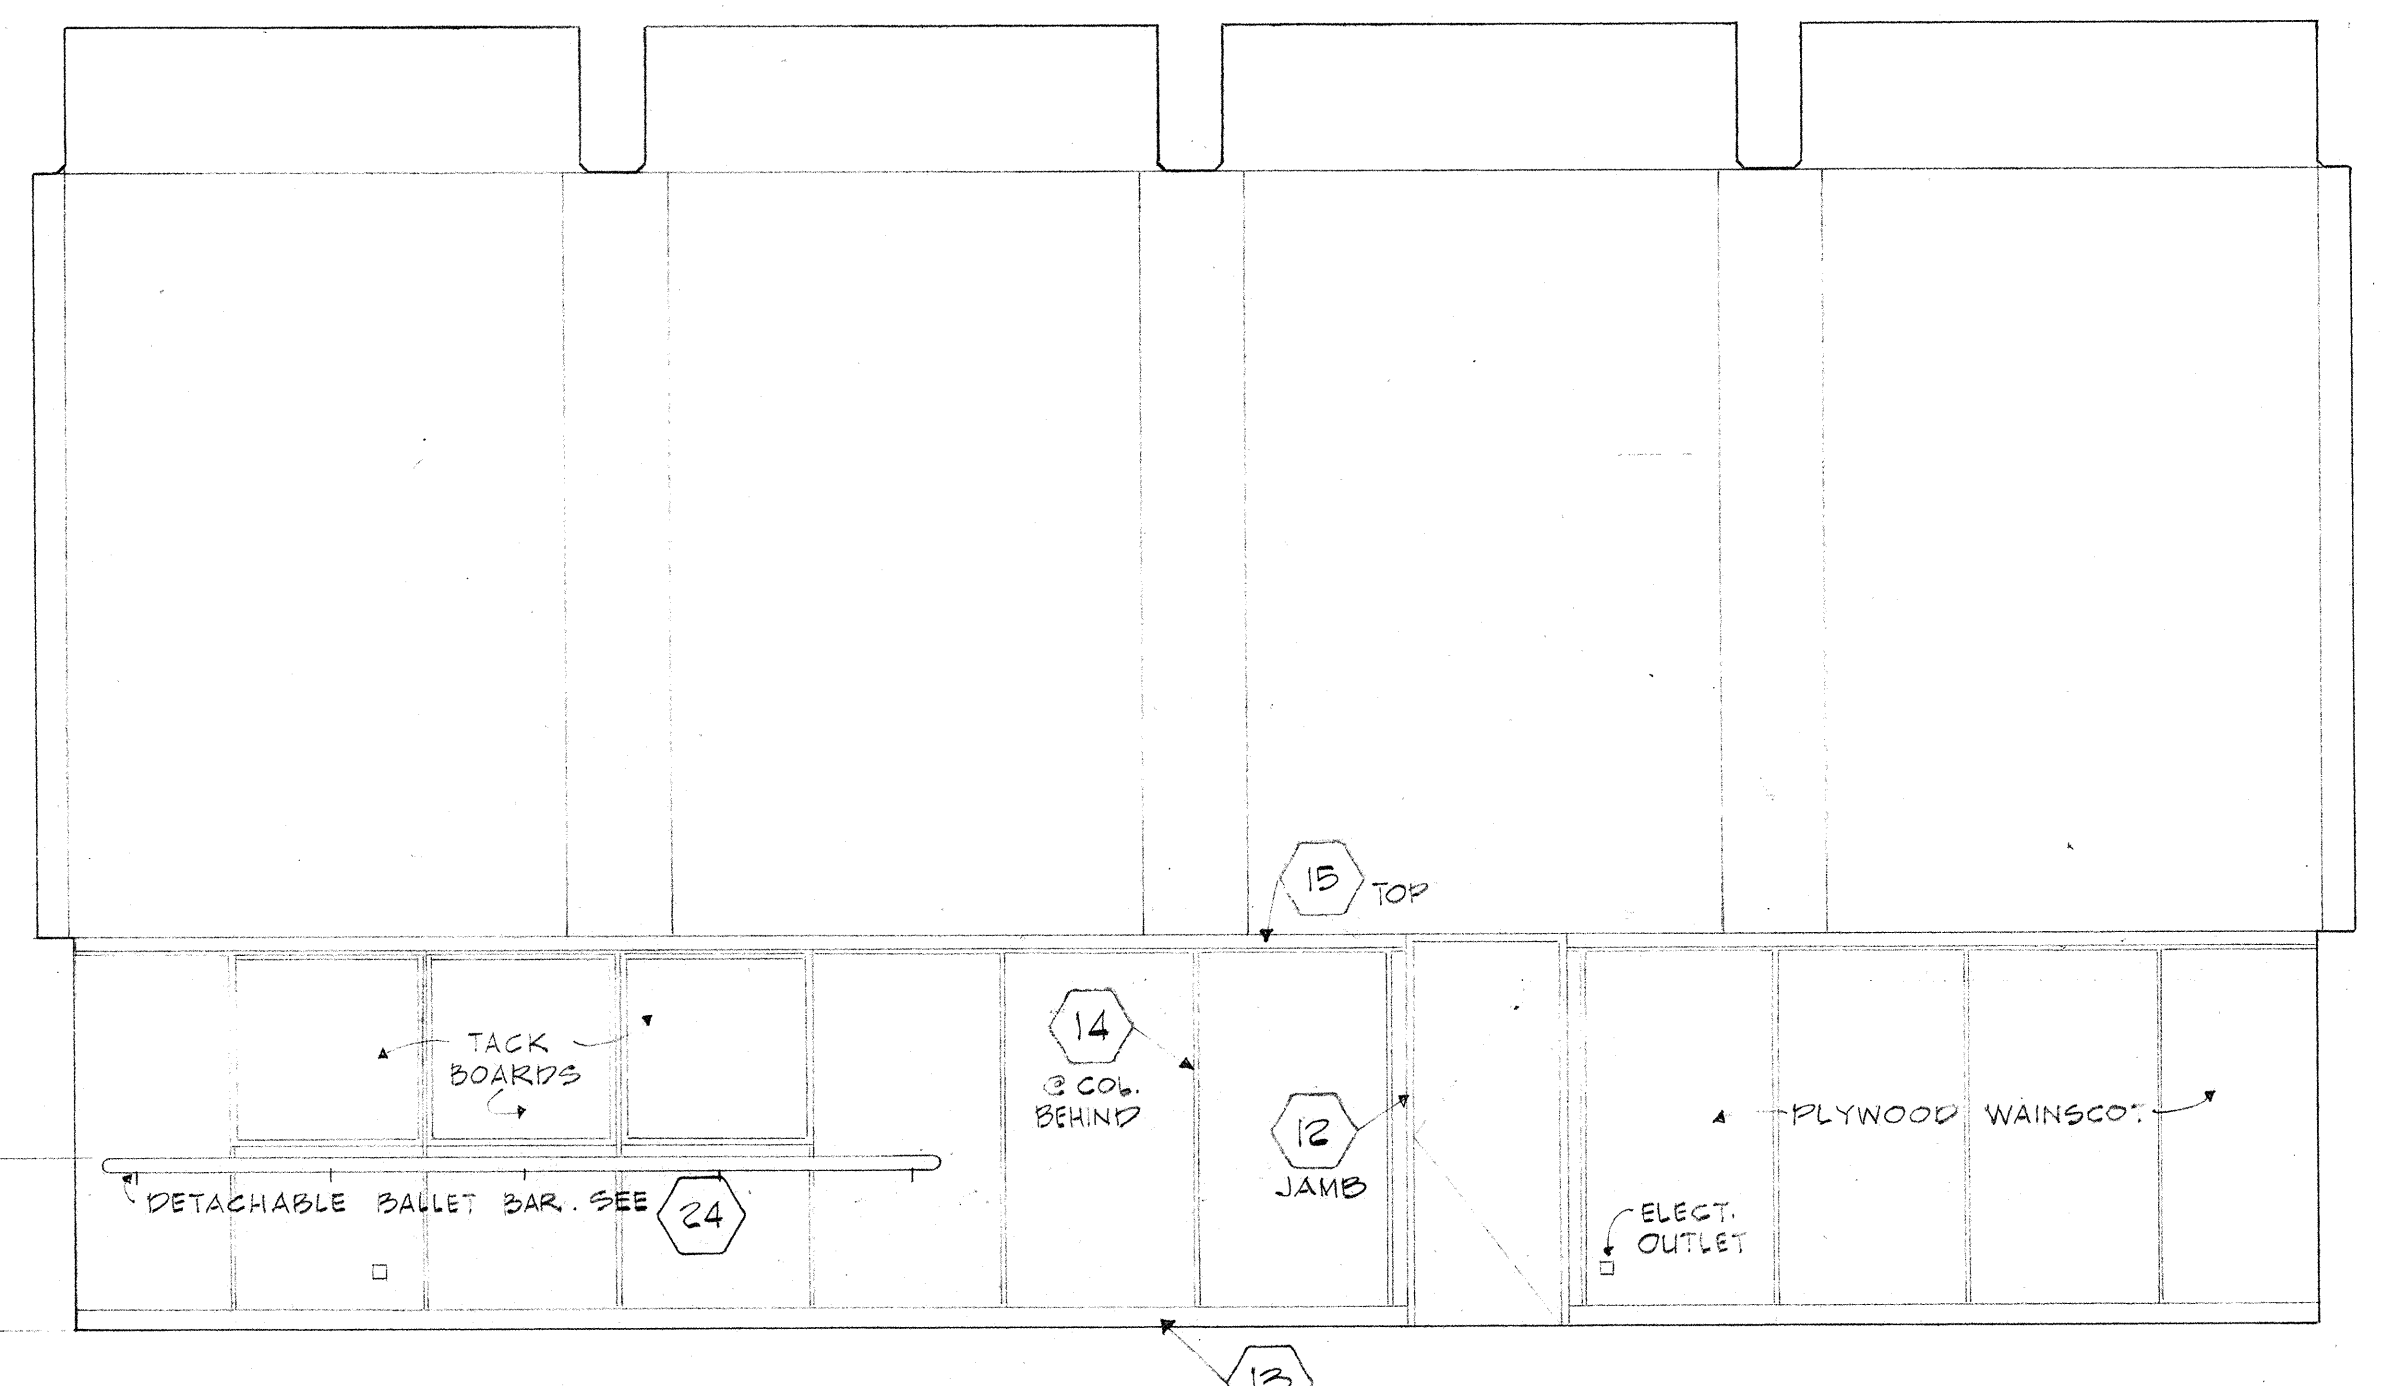 15 TOP
TACK
BOARDS
14
@ COL.
BEHIND
12
JAMB
PLYWOOD WAINSCOT
DETACHABLE BALLET BAR. SEE 24
ELECT.
OUTLET
13